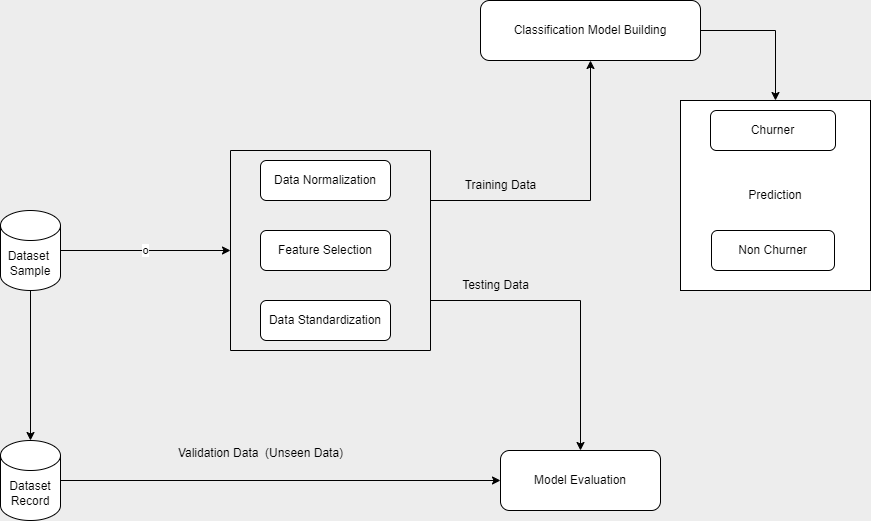 Classification Model Building
Churner
Prediction
Non Churner
Data Normalization
Feature Selection
Data Standardization
Training Data
Testing Data
Dataset
Sample
o
Validation Data  (Unseen Data)
Dataset
Record
Model Evaluation